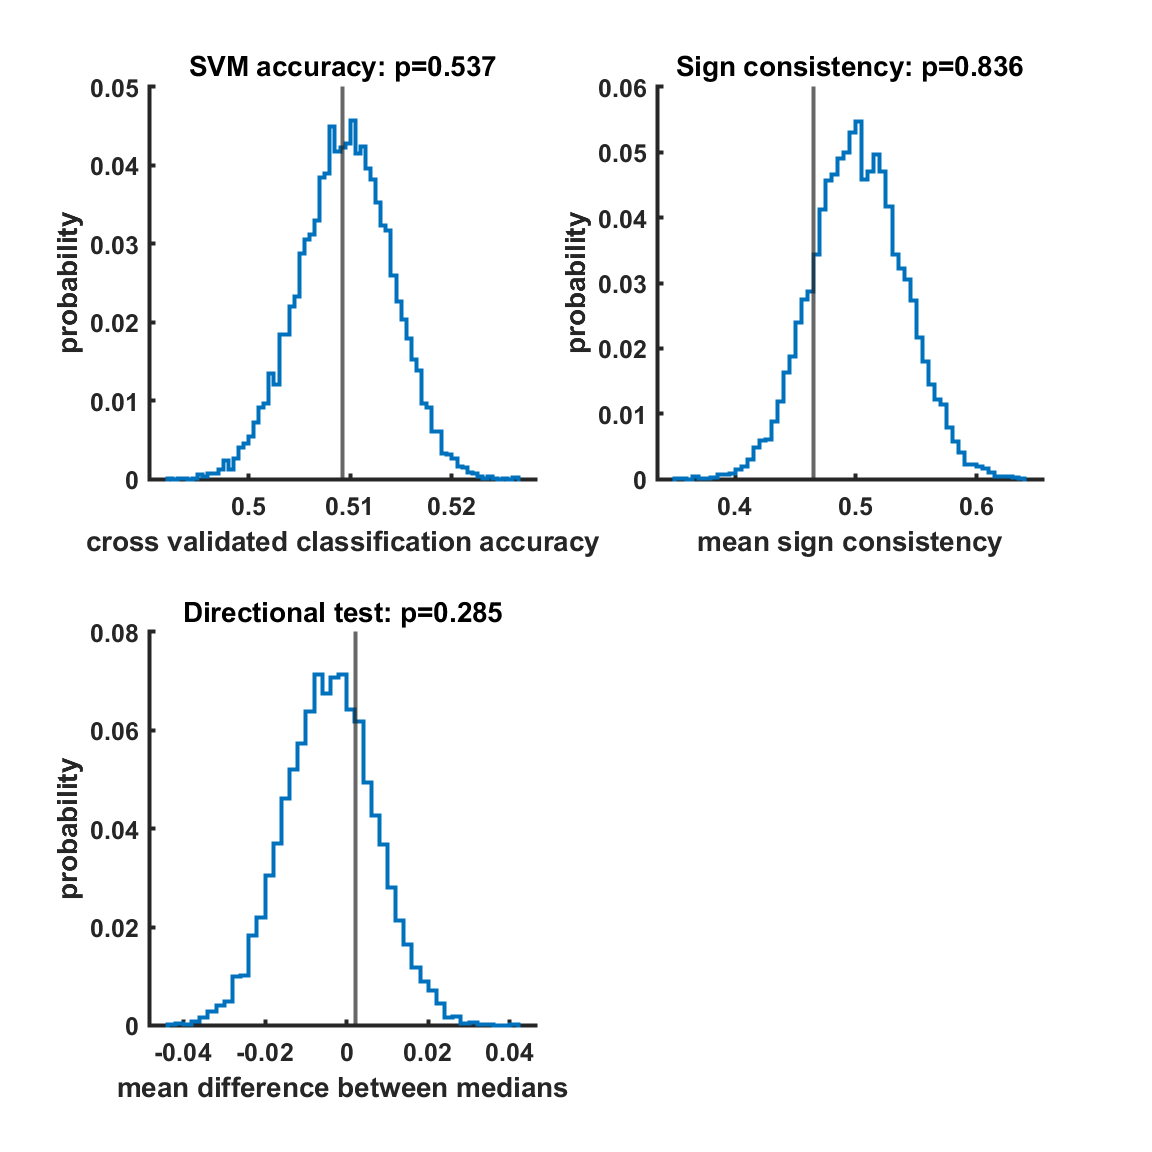 SVM accuracy: p=0.537
0.05
0.04
0.03
0.02
0.01
0
probability
0.5 0.51 0.52
cross validated classification accuracy
Sign consistency: p=0.836
0.06
0.05
0.04
0.03
0.02
0.01
0
probability
0.4 0.5 0.6
mean sign consistency
Directional test: p=0.285
0.08
0.06
0.04
0.02
0
probability
-0.04 -0.02 0 0.02 0.04
mean difference between medians